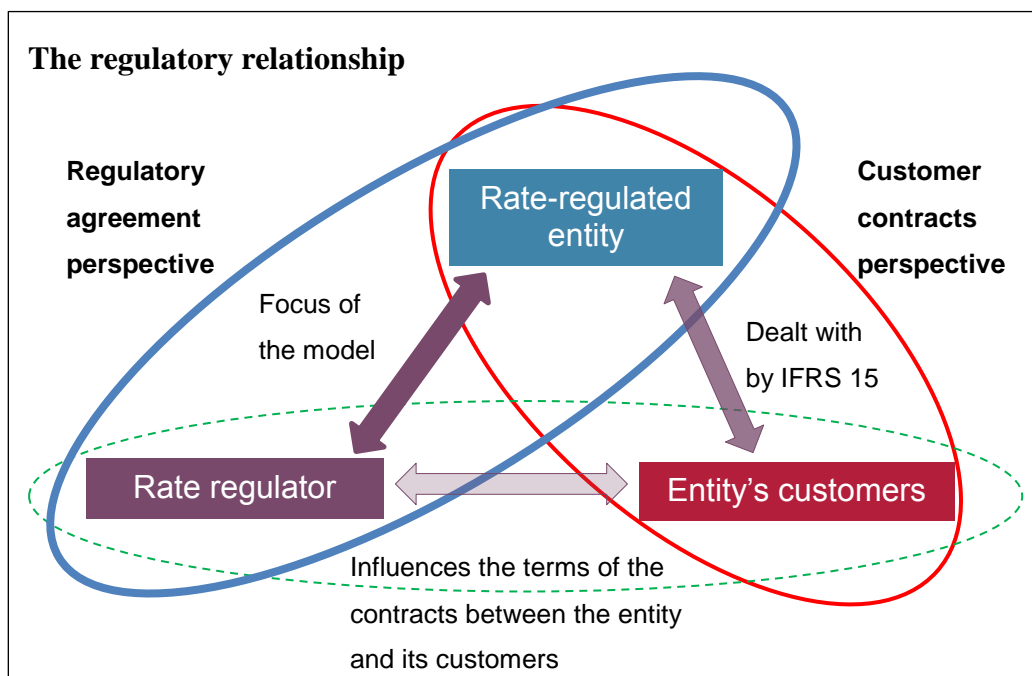 The regulatory relationship
Regulatory
agreement
perspective
Rate-regulated
entity
Customer
contracts
perspective
Focus of
the model
Dealt with
by IFRS 15
Rate regulator
Entity's customers
Influences the terms of the
contracts between the entity
and its customers